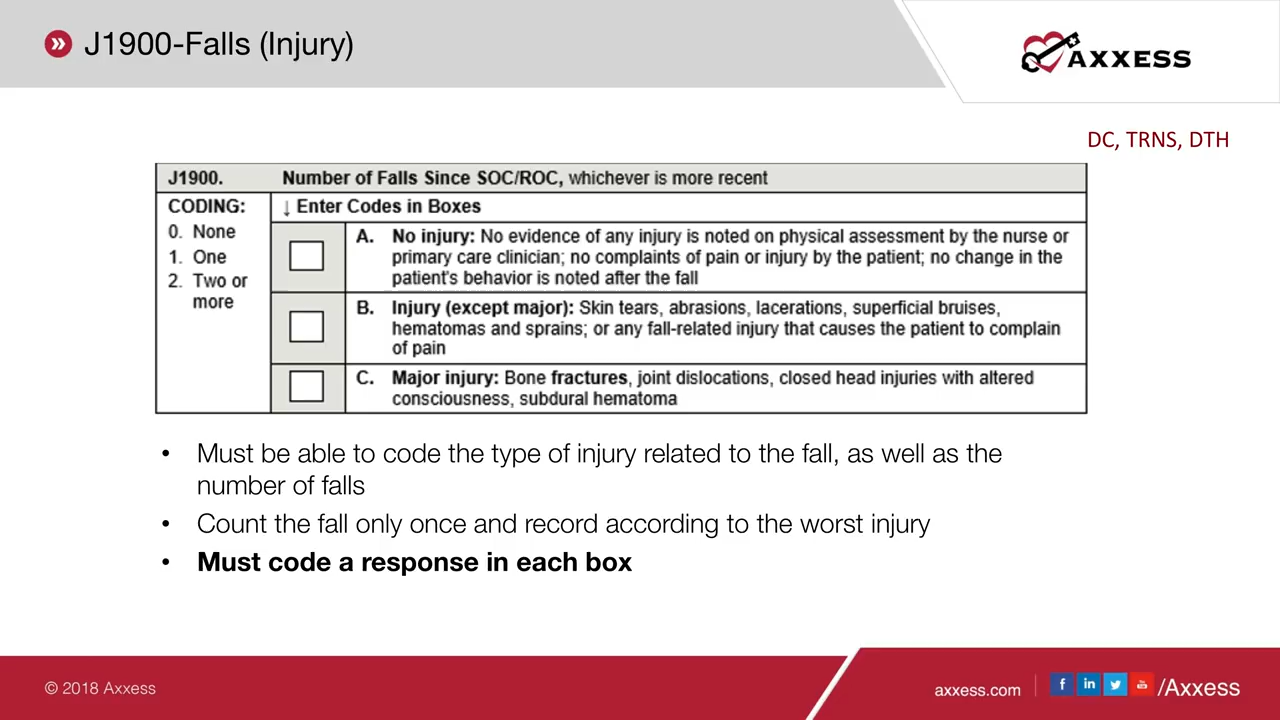 J1900-Falls (Injury)
AXXESS
DC, TRNS, DTH
J1900. Number of Falls Since SOC/ROC, whichever is more recent
CODING:
0. None
1. One
2. Two or
more
↓ Enter Codes in Boxes
A. No injury: No evidence of any injury is noted on physical assessment by the nurse or
primary care clinician; no complaints of pain or injury by the patient; no change in the
patient's behavior is noted after the fall
B. Injury (except major): Skin tears, abrasions, lacerations, superficial bruises,
hematomas and sprains; or any fall-related injury that causes the patient to complain
of pain
C. Major injury: Bone fractures, joint dislocations, closed head injuries with altered
consciousness, subdural hematoma
• Must be able to code the type of injury related to the fall, as well as the
number of falls
• Count the fall only once and record according to the worst injury
• Must code a response in each box
© 2018 Axxess
axxess.com
/Axxess